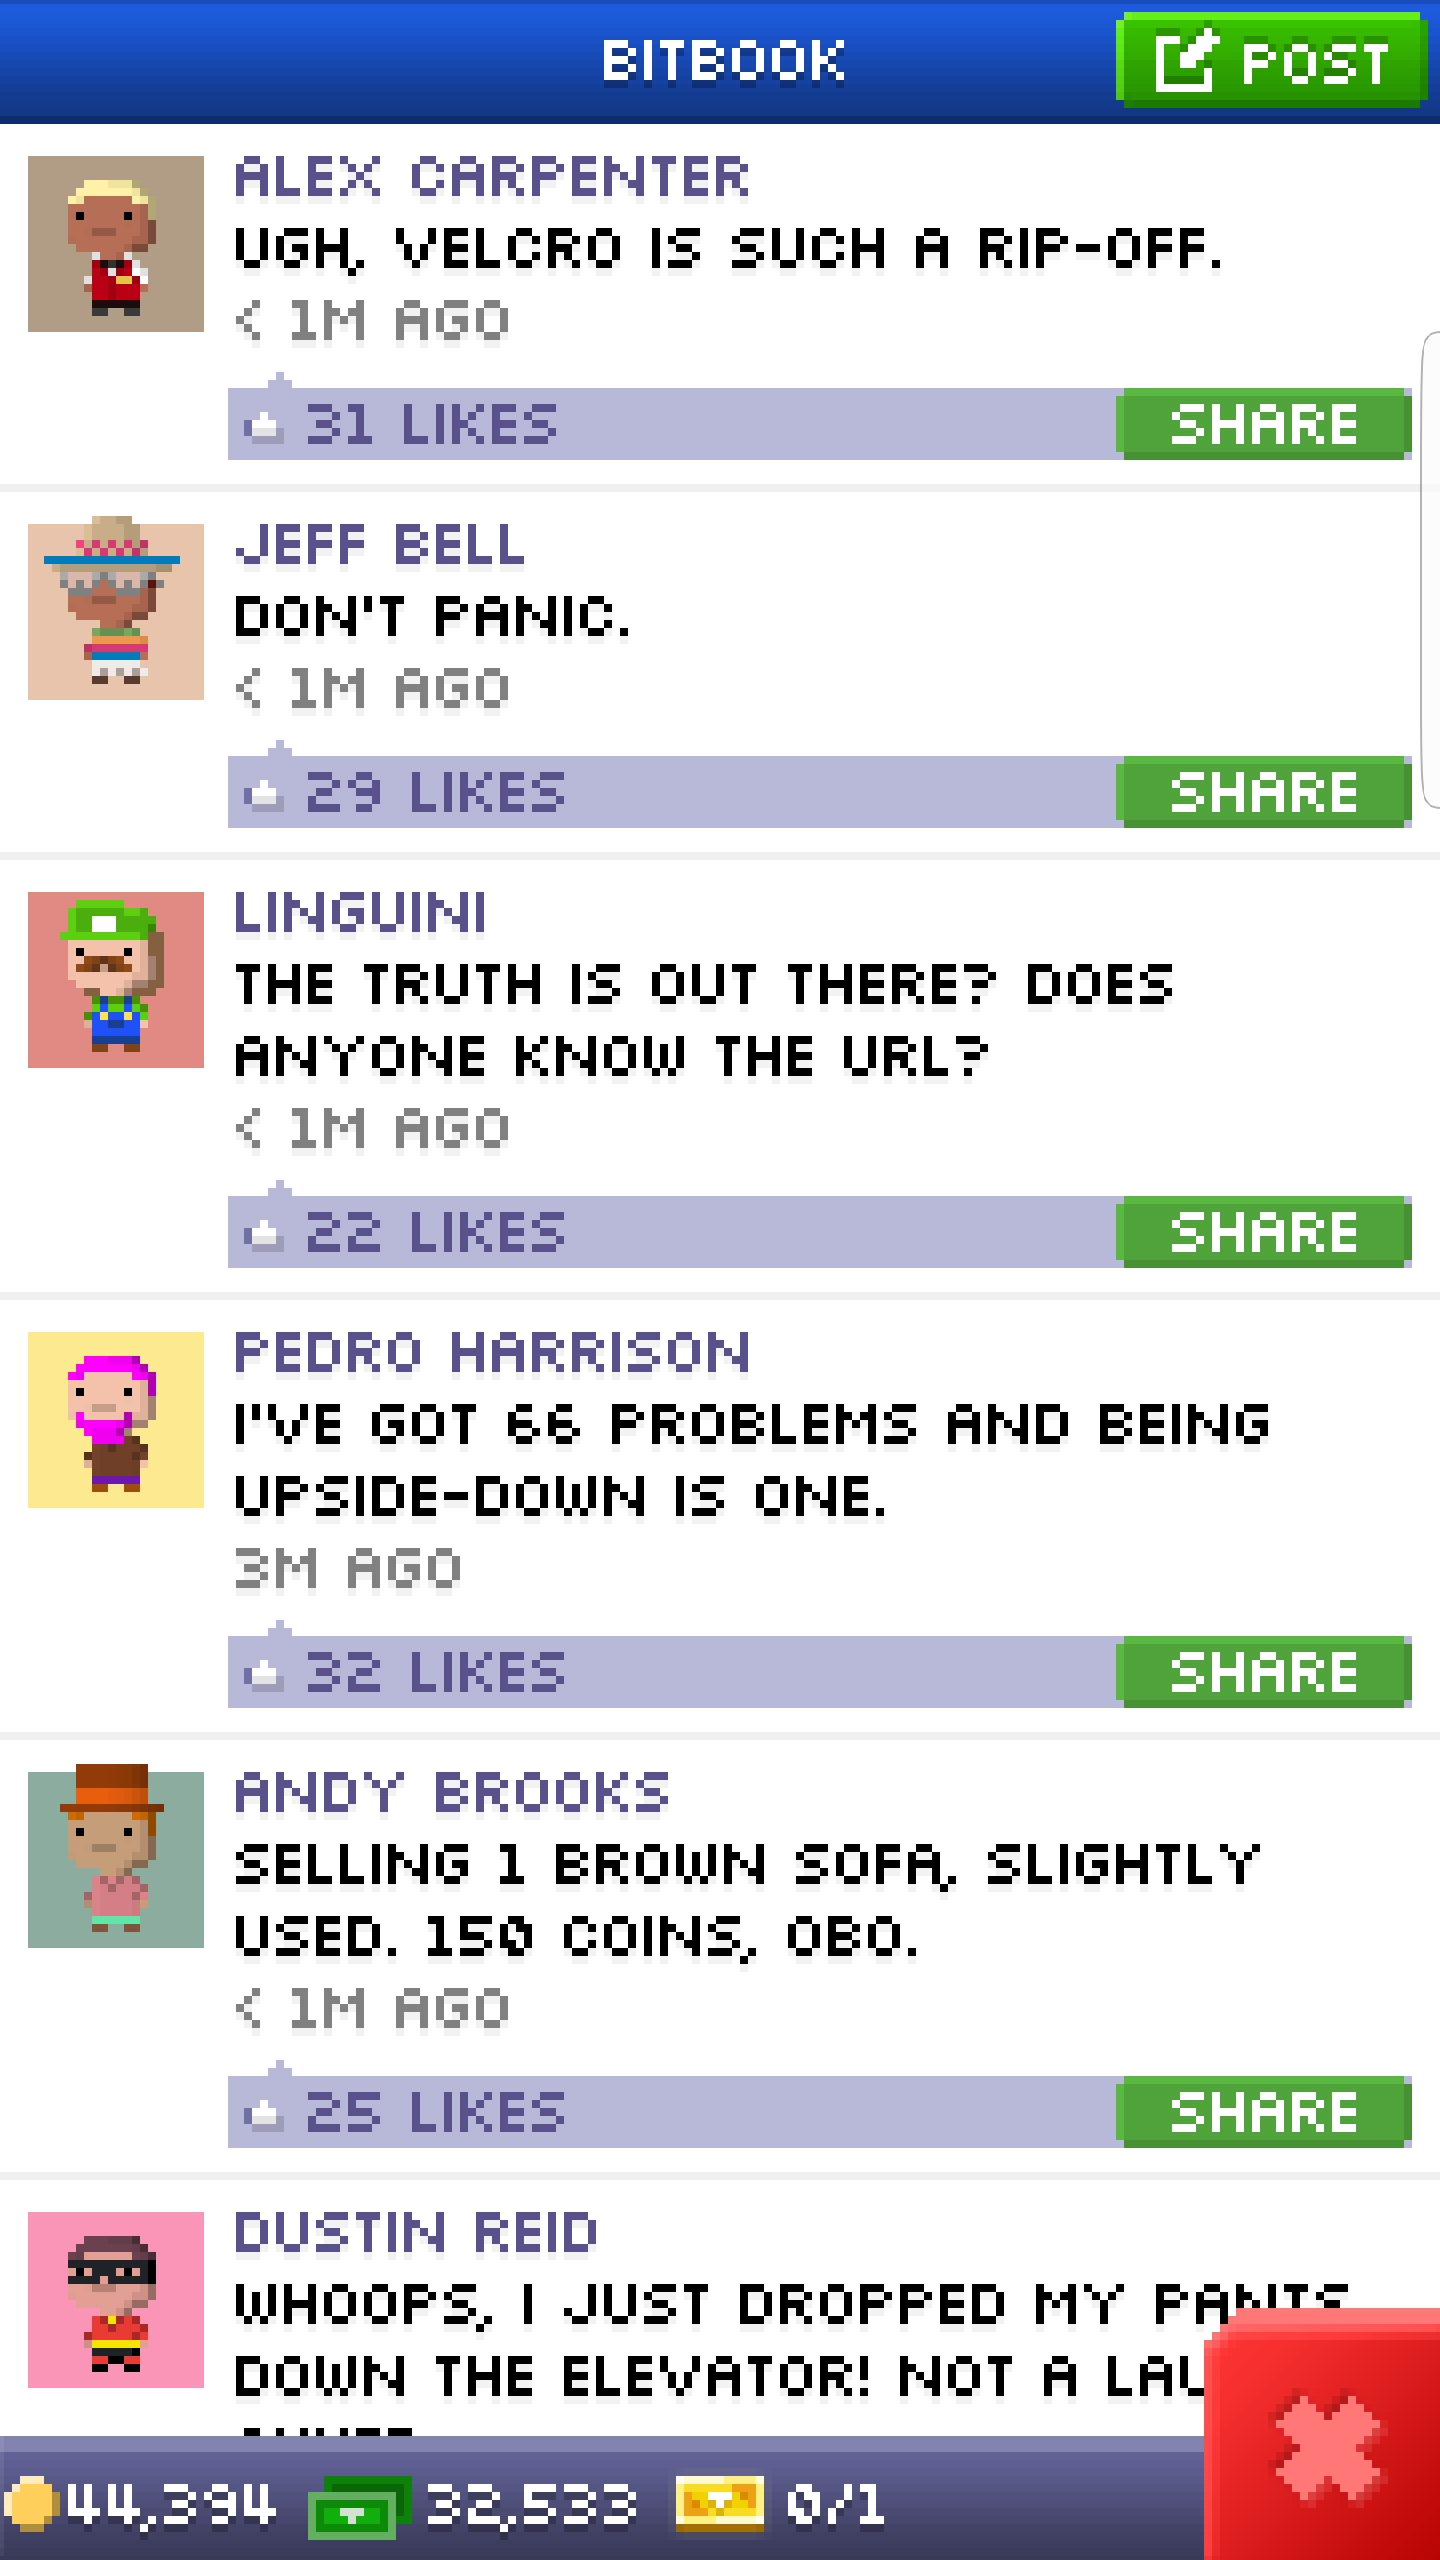 BITBOOK
POST
ALEX CARPENTER
UGH, VELCRO IS SUCH A RIP-OFF.
< 1M AGO
31 LIKES
SHARE
JEFF BELL
DON'T PANIC.
< 1M AGO
29 LIKES
SHARE
LINGUINI
THE TRUTH IS OUT THERE? DOES
ANYONE KNOW THE URL?
< 1M AGO
22 LIKES
SHARE
PEDRO HARRISON
I'VE GOT 66 PROBLEMS AND BEING
UPSIDE-DOWN IS ONE.
3M AGO
32 LIKES
SHARE
ANDY BROOKS
SELLING 1 BROWN SOFA, SLIGHTLY
USED. 150 COINS, OBO.
< 1M AGO
25 LIKES
SHARE
DUSTIN REID
WHOOPS, I JUST DROPPED MY PANTS
DOWN THE ELEVATOR! NOT A
44,394
32,533
0/1